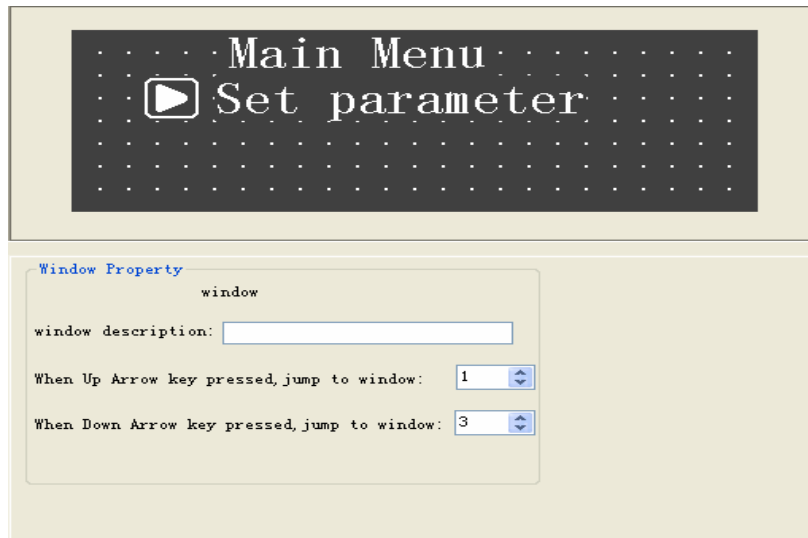 Main Menu
Set parameter
Window Property
window
window description:
When Up Arrow key pressed,jump to window: 1
When Down Arrow key pressed,jump to window: 3